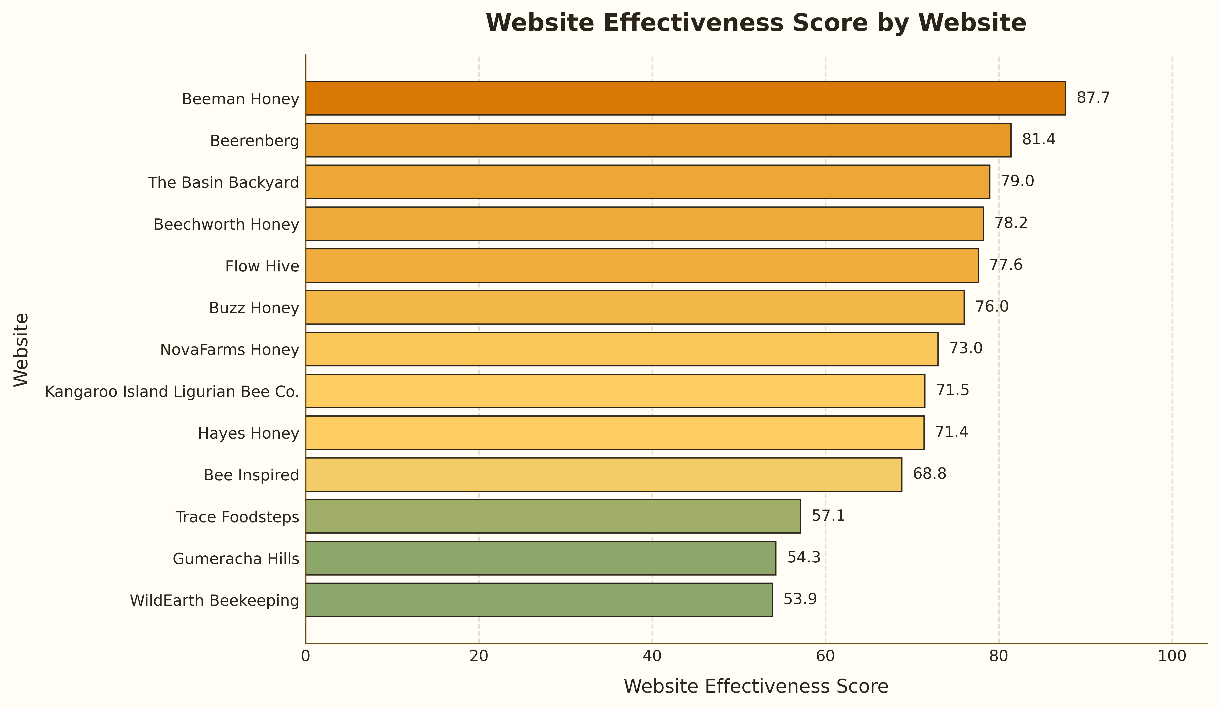 Website Effectiveness Score by Website
Website
Beeman Honey 87.7
Beerenberg 81.4
The Basin Backyard 79.0
Beechworth Honey 78.2
Flow Hive 77.6
Buzz Honey 76.0
NovaFarms Honey 73.0
Kangaroo Island Ligurian Bee Co. 71.5
Hayes Honey 71.4
Bee Inspired 68.8
Trace Foodsteps 57.1
Gumeracha Hills 54.3
WildEarth Beekeeping 53.9
0 20 40 60 80 100
Website Effectiveness Score